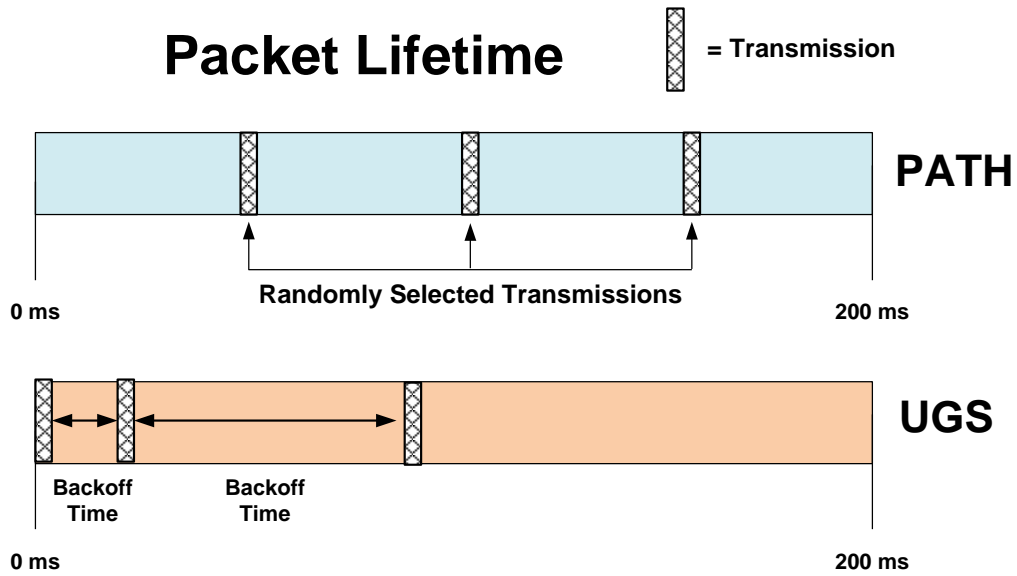 Packet Lifetime
= Transmission
PATH
Randomly Selected Transmissions
0 ms
200 ms
UGS
Backoff
Time
Backoff
Time
0 ms
200 ms